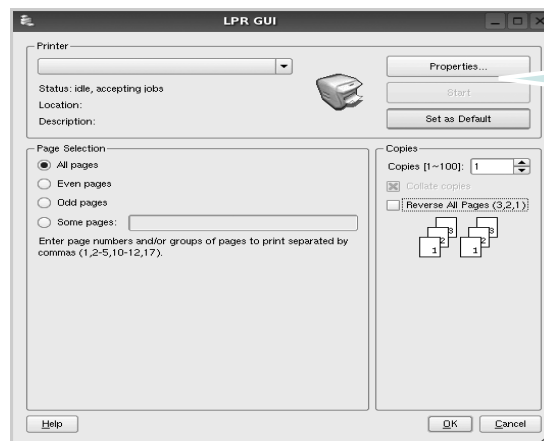 LPR GUI
Printer
Properties...
Status: idle, accepting jobs
Start
Location:
Description:
Set as Default
Page Selection
All pages
Even pages
Odd pages
Some pages:
Enter page numbers and/or groups of pages to print separated by
commas (1,2-5,10-12,17).
Copies
Copies [1~100]: 1
Collate copies
Reverse All Pages (3,2,1)
3 3
2 2
1 1
Help
OK
Cancel